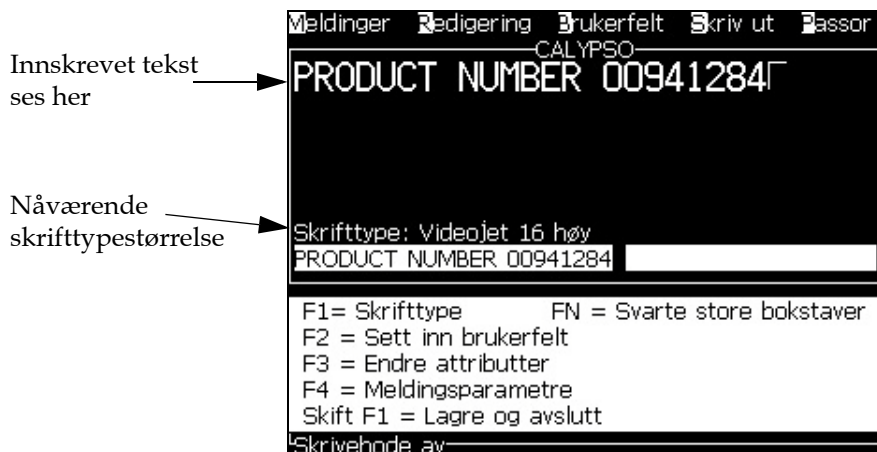 Meldinger Redigering Brukerfelt Skriv ut Passor
CALYPSO
Innskrevet tekst
ses her
PRODUCT NUMBER 00941284
Nåværende
skrifttypestørrelse
Skrifttype: Videojet 16 høy
PRODUCT NUMBER 00941284
F1= Skrifttype FN = Svarte store bokstaver
F2 = Sett inn brukerfelt
F3 = Endre attributter
F4 = Meldingsparametre
Skift F1 = Lagre og avslutt
Skrivehode av